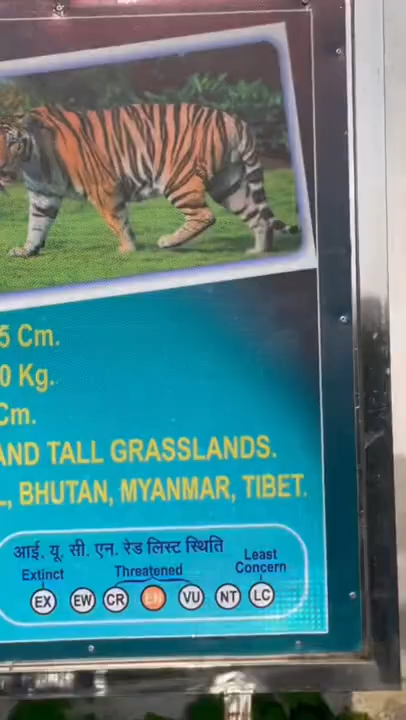 5 Cm.
0 Kg.
Cm.
AND TALL GRASSLANDS.
L, BHUTAN, MYANMAR, TIBET.
आई. यू. सी. एन. रेड लिस्ट स्थिति
Extinct Threatened Least Concern
EX EW CR EN VU NT LC